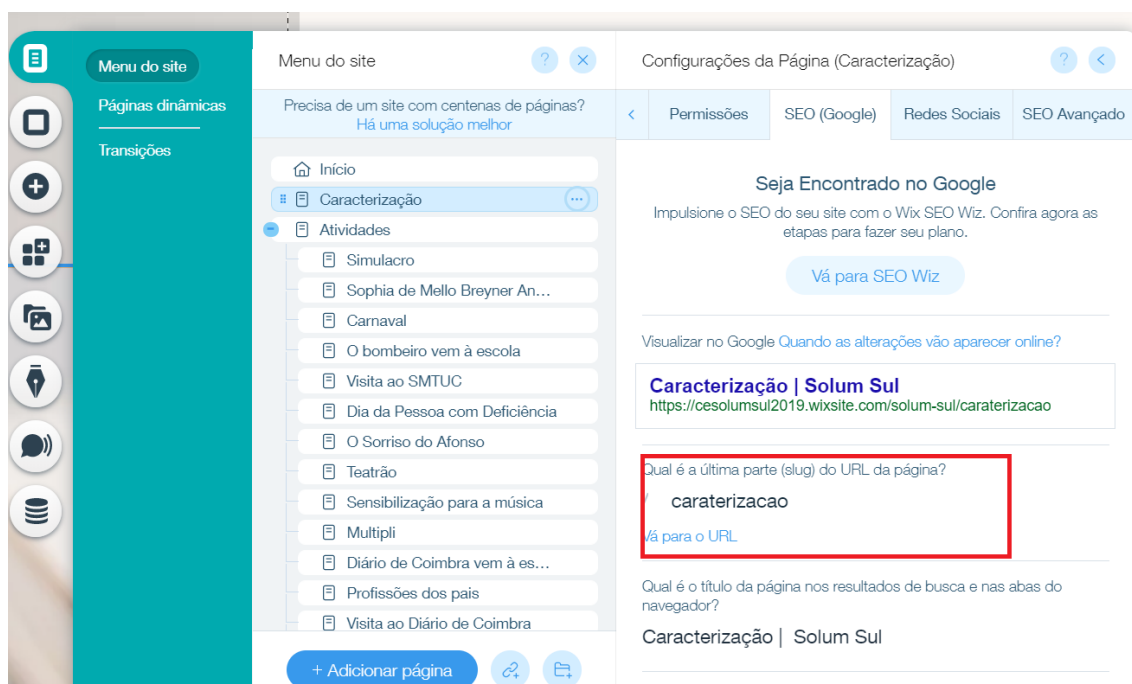 Menu do site
Páginas dinâmicas
Transições
Menu do site
?
Precisa de um site com centenas de páginas?
Há uma solução melhor
Início
Caracterização
Atividades
Simulacro
Sophia de Mello Breyner An...
Carnaval
O bombeiro vem à escola
Visita ao SMTUC
Dia da Pessoa com Deficiência
O Sorriso do Afonso
Teatrão
Sensibilização para a música
Multipli
Diário de Coimbra vem à es...
Profissões dos pais
Visita ao Diário de Coimbra
+ Adicionar página
Configurações da Página (Caracterização)
?
Permissões
SEO (Google)
Redes Sociais
SEO Avançado
Seja Encontrado no Google
Impulsione o SEO do seu site com o Wix SEO Wiz. Confira agora as
etapas para fazer seu plano.
Vá para SEO Wiz
Visualizar no Google Quando as alterações vão aparecer online?
Caracterização | Solum Sul
https://cesolumsul2019.wixsite.com/solum-sul/caraterizacao
Qual é a última parte (slug) do URL da página?
/ caraterizacao
Vá para o URL
Qual é o título da página nos resultados de busca e nas abas do
navegador?
Caracterização | Solum Sul